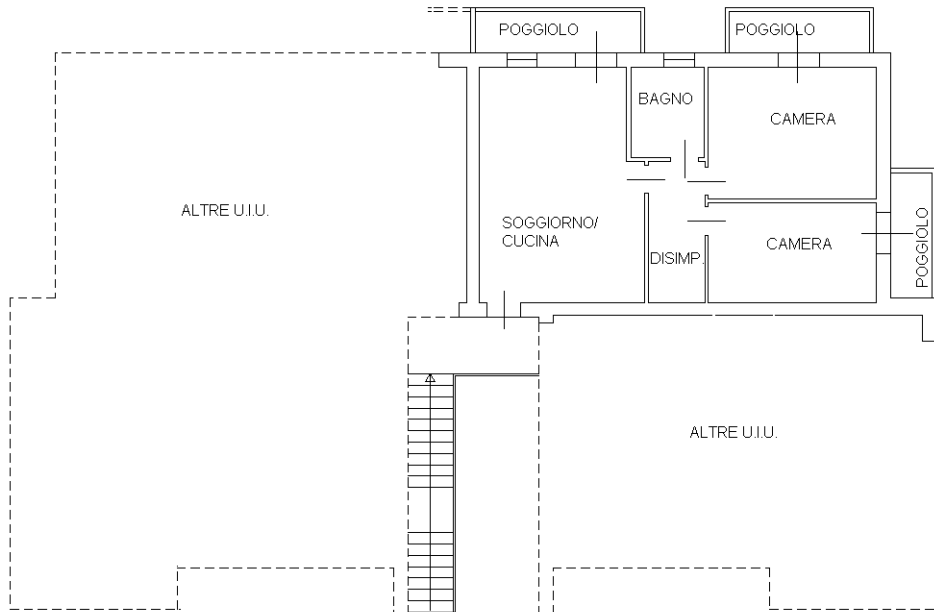 POGGIOLO
POGGIOLO
BAGNO
CAMERA
ALTRE U.I.U.
SOGGIORNO/
CUCINA
CAMERA
POGGIOLO
DISIMP.
ALTRE U.I.U.